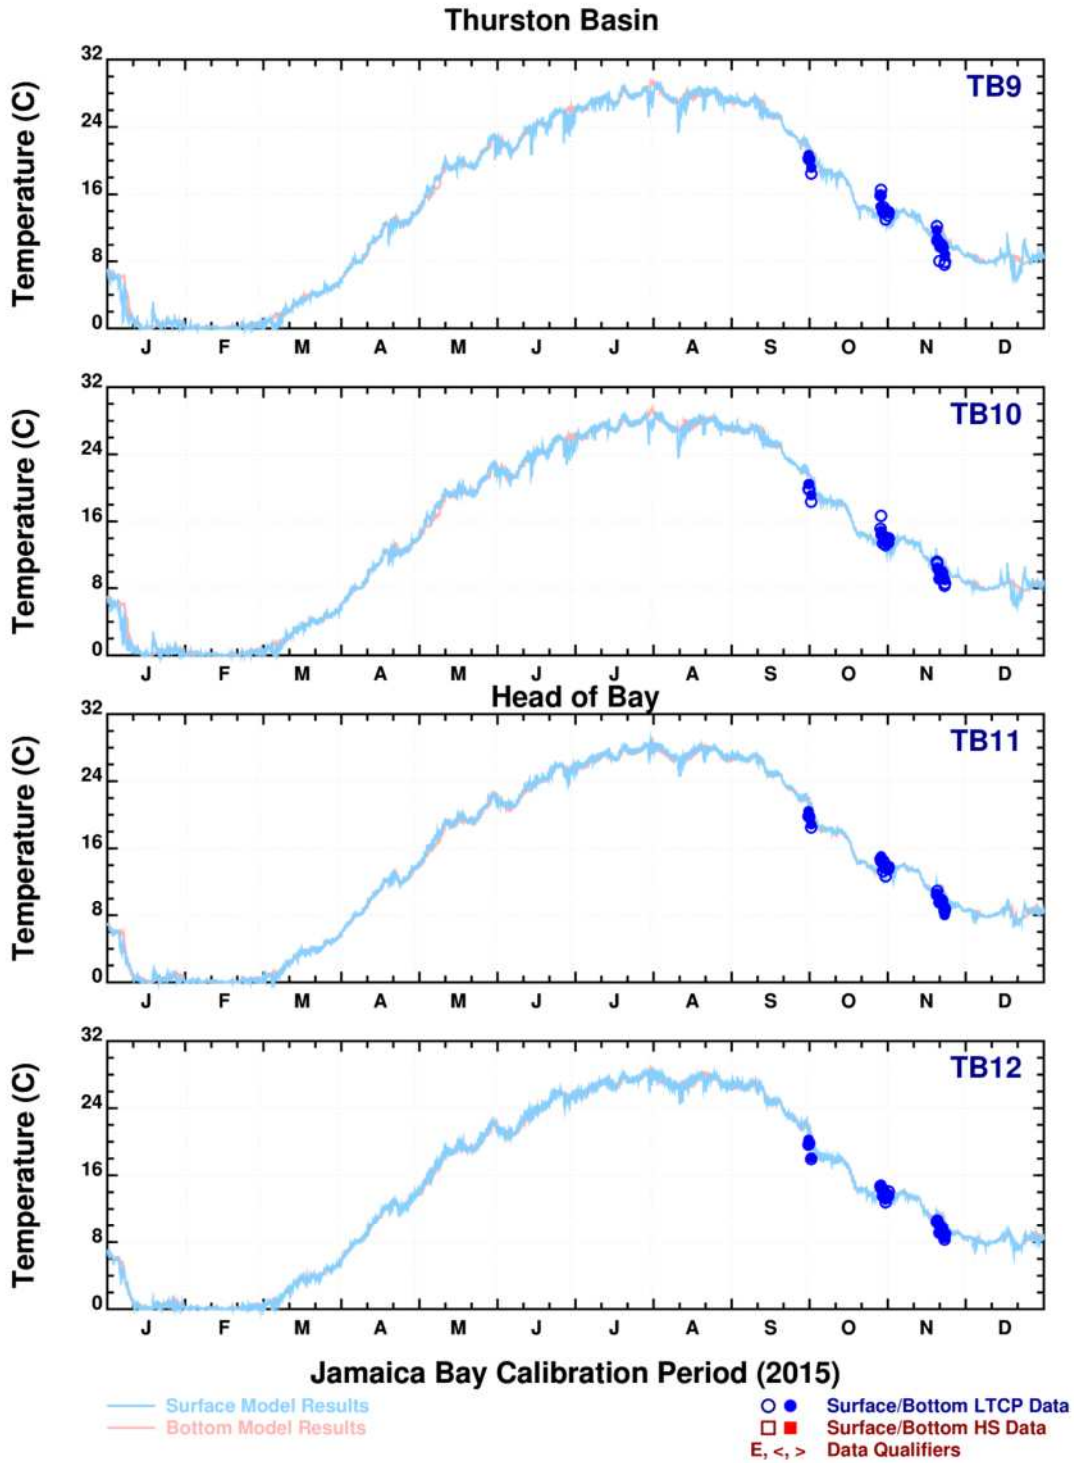 Thurston Basin
32
TB9
24
16
8
0
Temperature (C)
J F M A M J J A S O N D
32
TB10
24
16
8
0
Temperature (C)
J F M A M J J A S O N D
Head of Bay
32
TB11
24
16
8
0
Temperature (C)
J F M A M J J A S O N D
32
TB12
24
16
8
0
Temperature (C)
J F M A M J J A S O N D
Jamaica Bay Calibration Period (2015)
Surface Model Results
Bottom Model Results
Surface/Bottom LTCP Data
Surface/Bottom HS Data
E, <, > Data Qualifiers